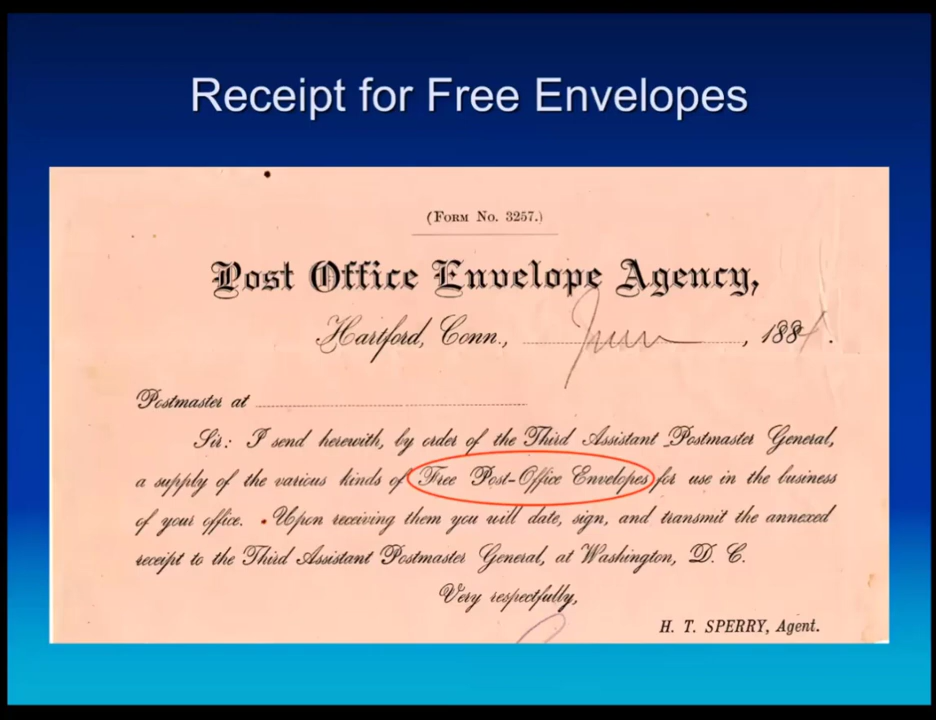 Receipt for Free Envelopes
(Form No. 3257.)
Post Office Envelope Agency,
Hartford, Conn., June, 1884.
Postmaster at
Sir: I send herewith, by order of the Third Assistant Postmaster General,
a supply of the various kinds of Free Post-Office Envelopes for use in the business
of your office. Upon receiving them you will date, sign, and transmit the annexed
receipt to the Third Assistant Postmaster General, at Washington, D. C.
Very respectfully,
H. T. SPERRY, Agent.